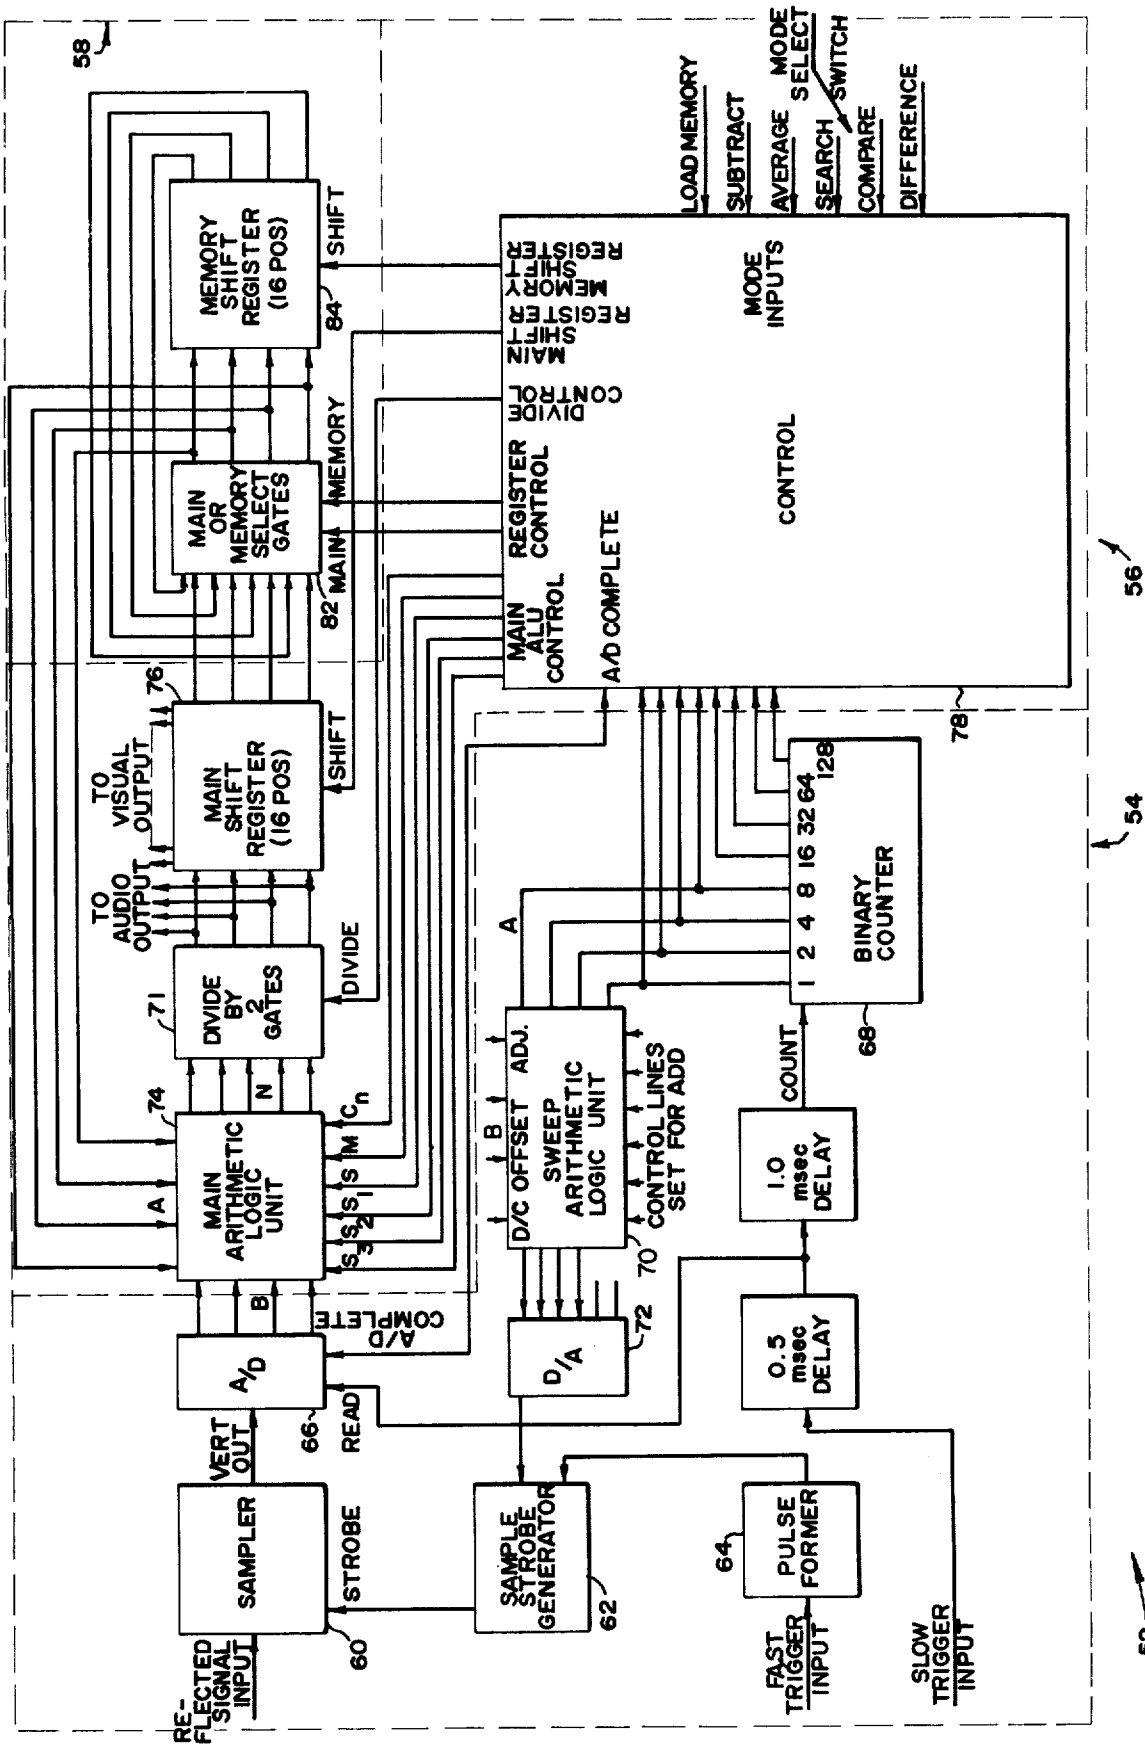 58
RE-
FLECTED
SIGNAL
INPUT
SAMPLER
60
STROBE
VERT
OUT
A/D
66
READ
A/D
COMPLETE
B
A
MAIN
ARITHMETIC
LOGIC
UNIT
74
S3
S2
S1
S
M
Cn
N
71
DIVIDE
BY
2
GATES
DIVIDE
TO
AUDIO
OUTPUT
TO
VISUAL
OUTPUT
76
MAIN
SHIFT
REGISTER
(16 POS)
SHIFT
MAIN
OR
MEMORY
SELECT
GATES
82
MAIN
MEMORY
MEMORY
SHIFT
REGISTER
(16 POS)
84
SHIFT
SAMPLE
STROBE
GENERATOR
62
D/A
72
D/C OFFSET ADJ.
B
SWEEP
ARITHMETIC
LOGIC UNIT
70
A
CONTROL LINES
SET FOR ADD
MAIN
ALU
CONTROL
REGISTER
CONTROL
DIVIDE
CONTROL
MAIN
SHIFT
REGISTER
MEMORY
SHIFT
REGISTER
A/D COMPLETE
CONTROL
MODE
INPUTS
78
LOAD MEMORY
SUBTRACT
AVERAGE
SEARCH
COMPARE
DIFFERENCE
MODE
SELECT
SWITCH
FAST
TRIGGER
INPUT
64
PULSE
FORMER
SLOW
TRIGGER
INPUT
0.5
msec
DELAY
1.0
msec
DELAY
COUNT
1 2 4 8 16 32 64 128
BINARY
COUNTER
68
54
56